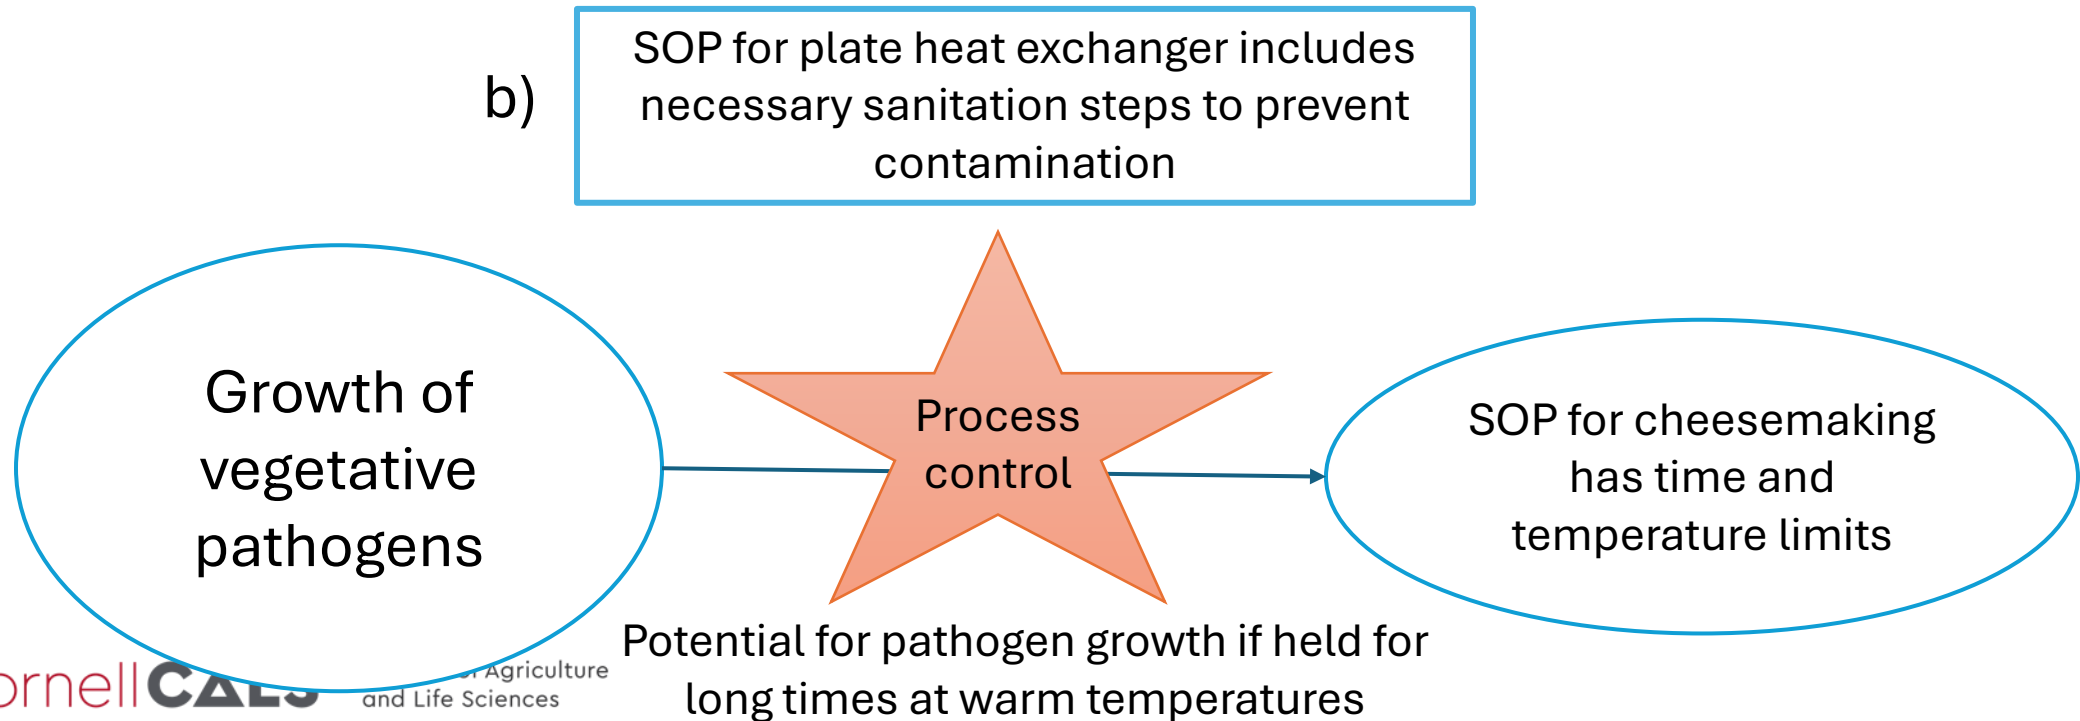 SOP for plate heat exchanger includes
b)
necessary sanitation steps to prevent
contamination
Growth of
vegetative
pathogens
Process
control
SOP for cheesemaking
has time and
temperature limits
Potential for pathogen growth if held for
long times at warm temperatures
ornell CALS
Agriculture
and Life Sciences